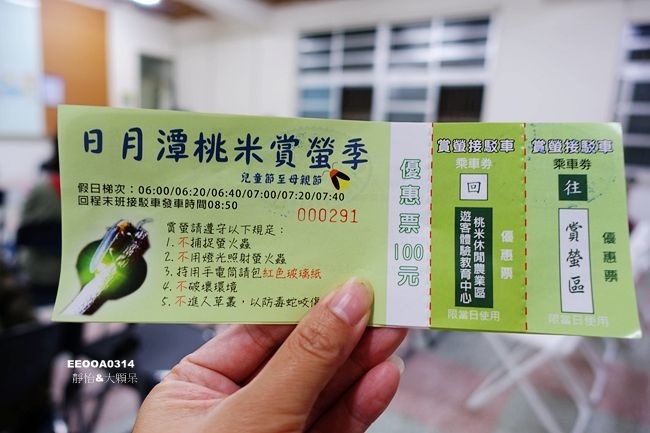 日月潭桃米賞螢季
兒童節至母親節
假日梯次：06:00/06:20/06:40/07:00/07:20/07:40
回程末班接駁車發車時間08:50
000291
賞螢請遵守以下規定：
1. 不捕捉螢火蟲
2. 不用燈光照射螢火蟲
3. 持用手電筒請包紅色玻璃紙
4. 不破壞環境
5. 不進入草叢，以防毒蛇咬傷
優惠票100元
賞螢接駁車
乘車券
回
桃米休閒農業區
遊客體驗教育中心
優惠票
限當日使用
賞螢接駁車
乘車券
往
賞螢區
優惠票
限當日使用
EEOOA0314
靜怡&大顆呆